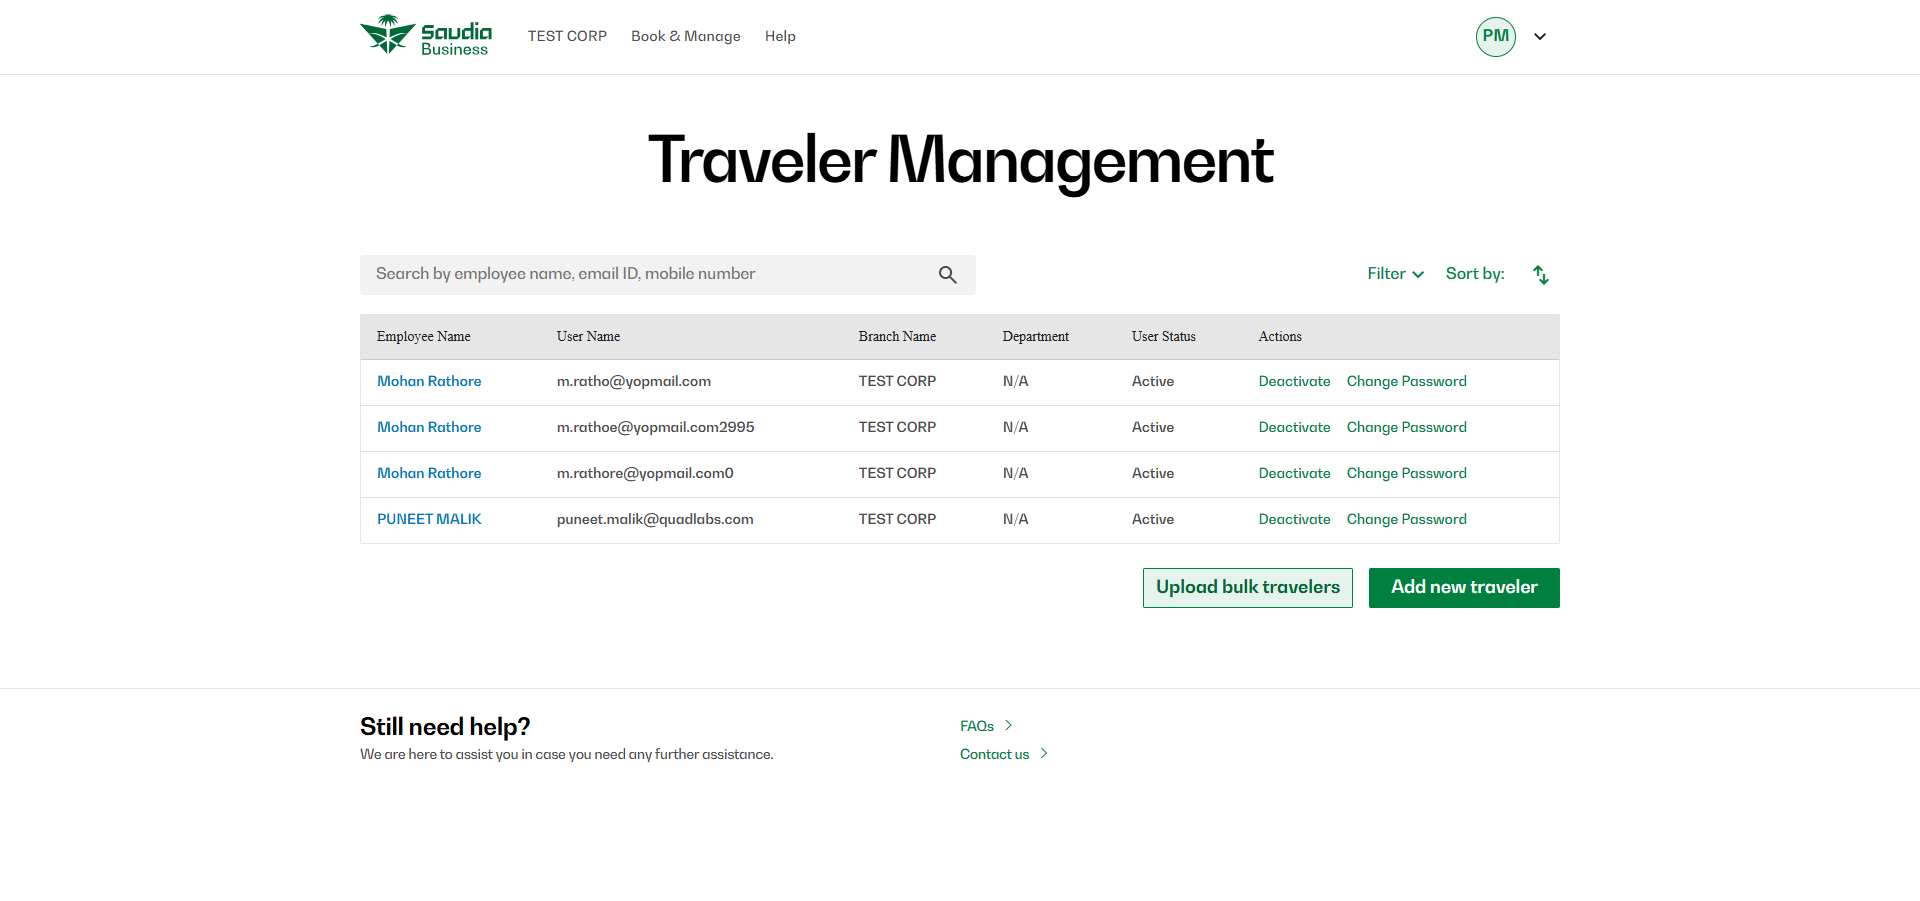 Saudia
Business
TEST CORP Book & Manage Help PM
Traveler Management
Search by employee name, email ID, mobile number Filter Sort by:
Employee Name User Name Branch Name Department User Status Actions
Mohan Rathore m.ratho@yopmail.com TEST CORP N/A Active Deactivate Change Password
Mohan Rathore m.rathoe@yopmail.com2995 TEST CORP N/A Active Deactivate Change Password
Mohan Rathore m.rathore@yopmail.com0 TEST CORP N/A Active Deactivate Change Password
PUNEET MALIK puneet.malik@quadlabs.com TEST CORP N/A Active Deactivate Change Password
Upload bulk travelers Add new traveler
Still need help? FAQs
We are here to assist you in case you need any further assistance. Contact us